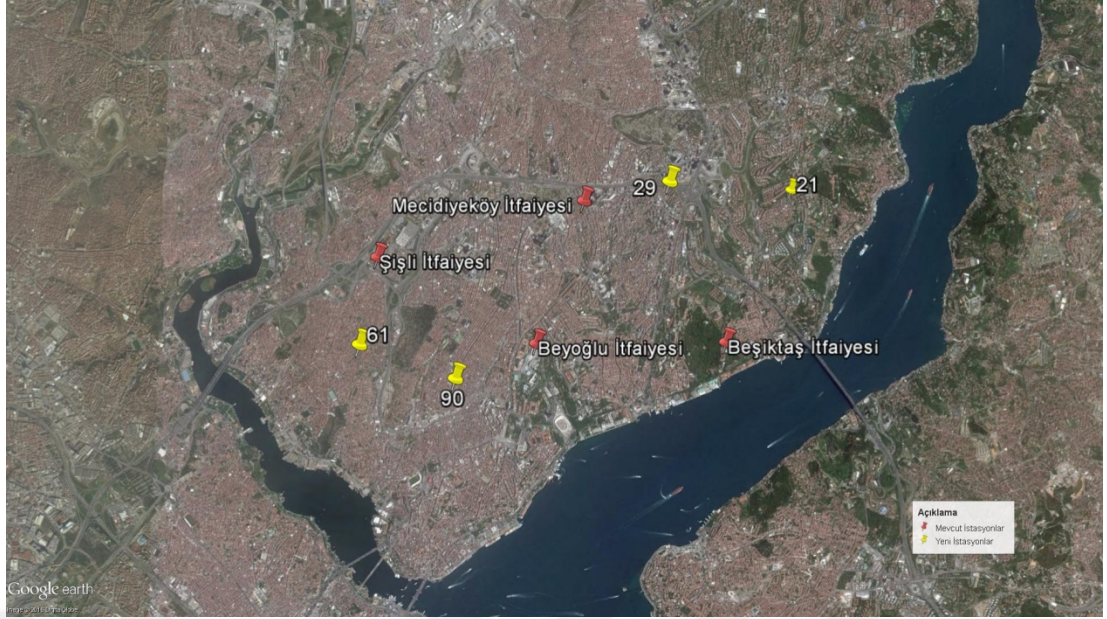 29
21
Mecidiyeköy İtfaiyesi
Şişli İtfaiyesi
61
Beyoğlu İtfaiyesi
Beşiktaş İtfaiyesi
90
Açıklama
Mevcut İstasyonlar
Yeni İstasyonlar
Google earth